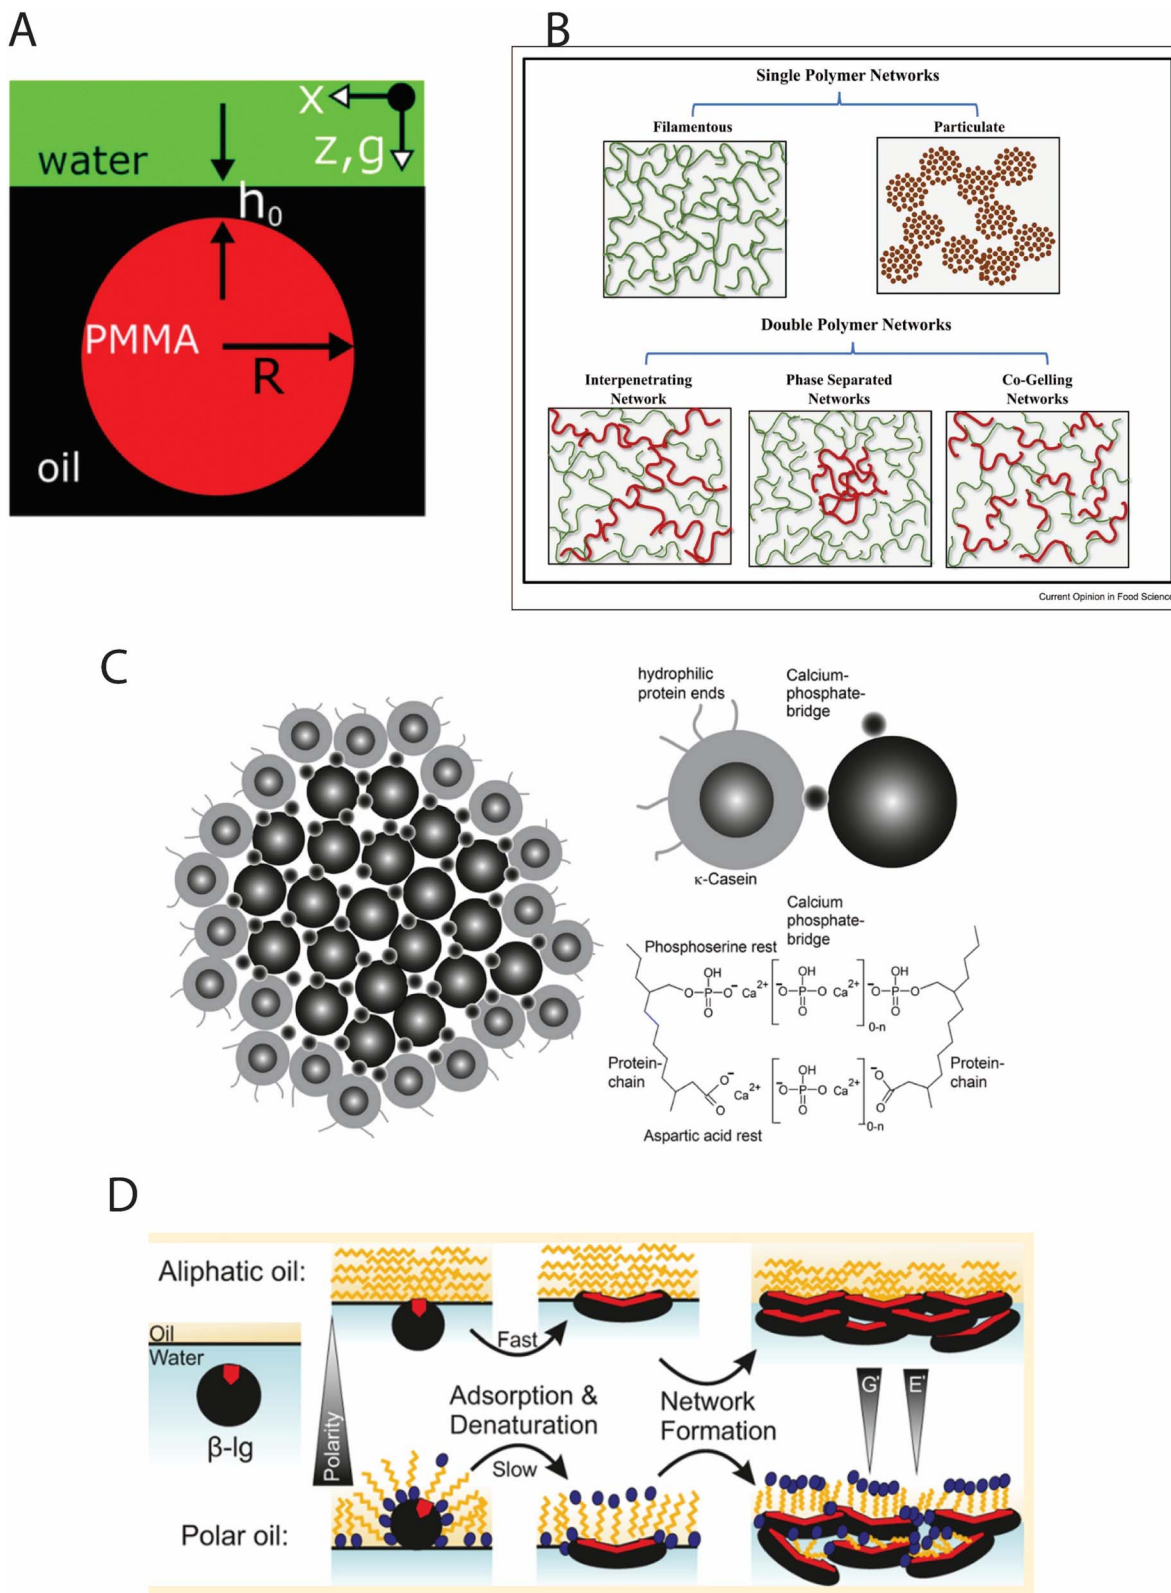 A
water
X
z,g
h₀
PMMA
R
oil
B
Single Polymer Networks
Filamentous
Particulate
Double Polymer Networks
Interpenetrating
Network
Phase Separated
Networks
Co-Gelling
Networks
Current Opinion in Food Science
C
hydrophilic
protein ends
Calcium-
phosphate-
bridge
κ-Casein
Calcium
phosphate-
bridge
Phosphoserine rest
OH
O-P-O⁻ Ca²⁺
O
OH
⁻O-P-O Ca²⁺
O
0-n
OH
⁻O-P-O
O
Protein-
chain
Protein-
chain
O⁻ Ca²⁺
O
OH
⁻O-P-O Ca²⁺
O
0-n
⁻O
O
Aspartic acid rest
D
Aliphatic oil:
Oil
Water
β-lg
Polarity
Fast
Adsorption &
Denaturation
Slow
Network
Formation
G'
E'
Polar oil: